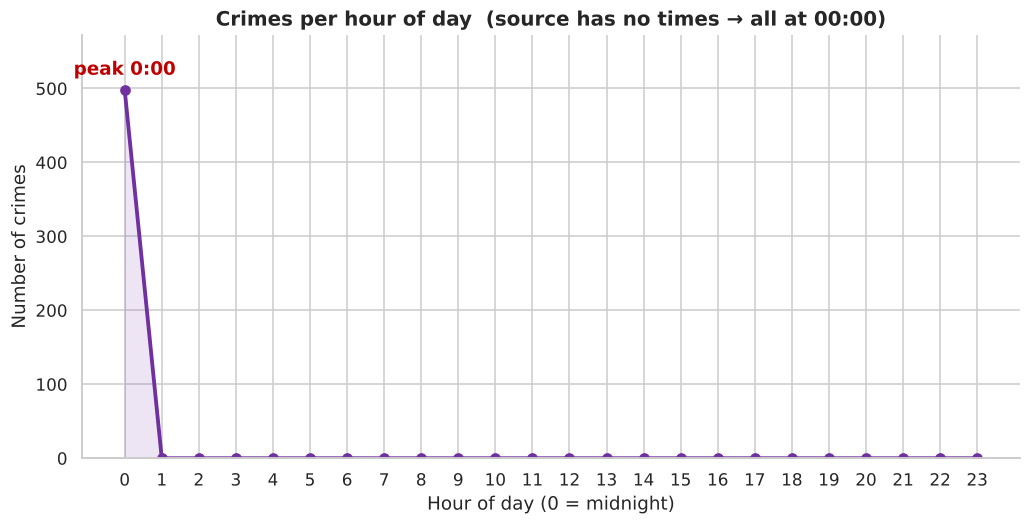 Crimes per hour of day  (source has no times → all at 00:00)
peak 0:00
500
400
300
200
100
0
Number of crimes
0 1 2 3 4 5 6 7 8 9 10 11 12 13 14 15 16 17 18 19 20 21 22 23
Hour of day (0 = midnight)